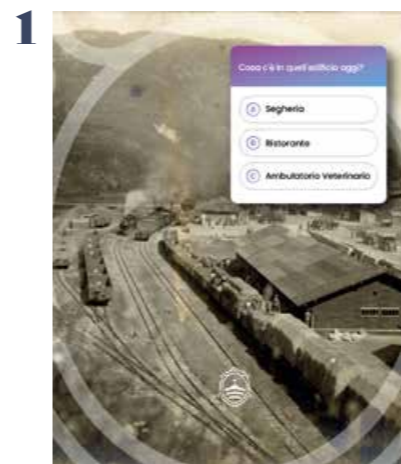 1
Cosa c'è in quell'edificio oggi?
A Segheria
B Ristorante
C Ambulatorio Veterinario